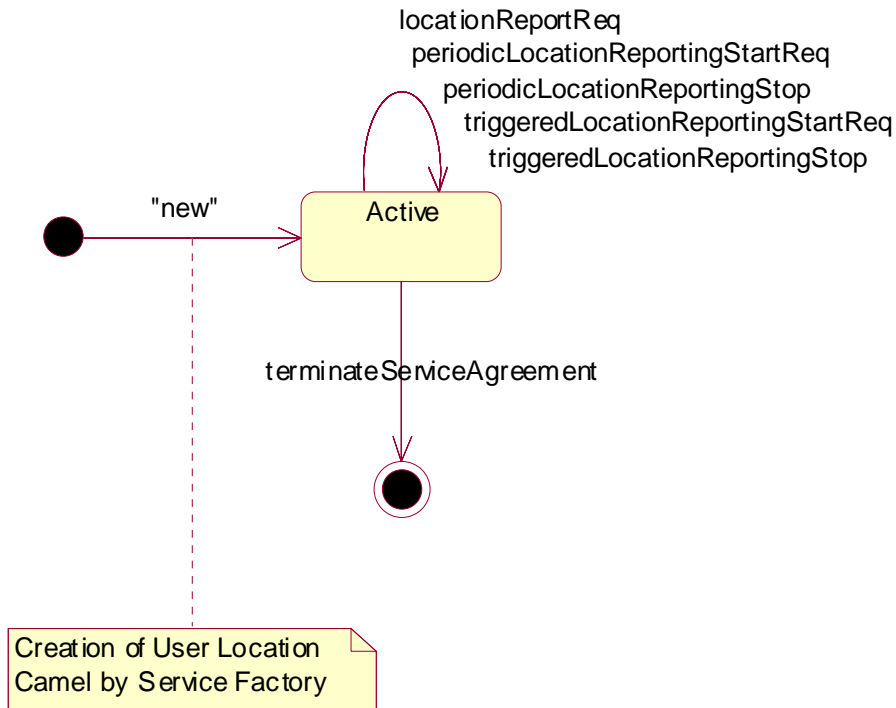 locationReportReq
periodicLocationReportingStartReq
periodicLocationReportingStop
triggeredLocationReportingStartReq
triggeredLocationReportingStop
"new"
Active
terminateServiceAgreement
Creation of User Location
Camel by Service Factory